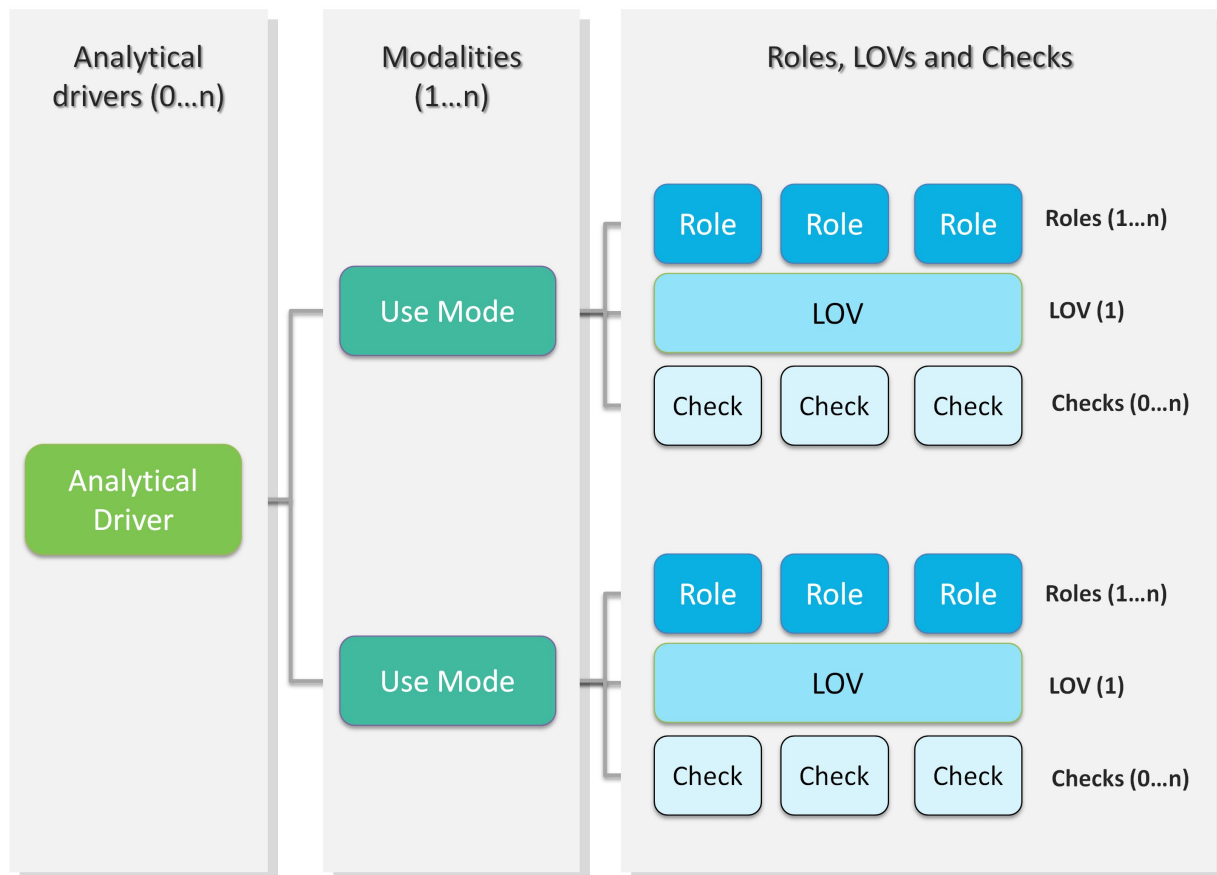 Analytical
drivers (0...n)
Modalities
(1...n)
Roles, LOVs and Checks
Analytical
Driver
Use Mode
Role Role Role Roles (1...n)
LOV LOV (1)
Check Check Check Checks (0...n)
Use Mode
Role Role Role Roles (1...n)
LOV LOV (1)
Check Check Check Checks (0...n)